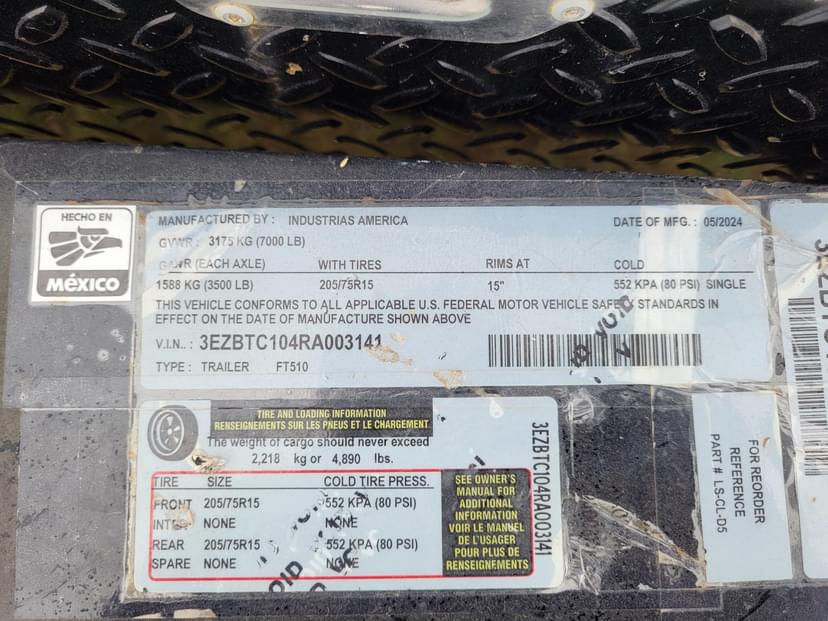 HECHO EN
MÉXICO
MANUFACTURED BY : INDUSTRIAS AMERICA DATE OF MFG. : 05/2024
GVWR : 3175 KG (7000 LB)
GAWR (EACH AXLE) WITH TIRES RIMS AT COLD
1588 KG (3500 LB) 205/75R15 15" 552 KPA (80 PSI) SINGLE
THIS VEHICLE CONFORMS TO ALL APPLICABLE U.S. FEDERAL MOTOR VEHICLE SAFETY STANDARDS IN
EFFECT ON THE DATE OF MANUFACTURE SHOWN ABOVE
V.I.N.. : 3EZBTC104RA003141
TYPE : TRAILER FT510
VOID
TIRE AND LOADING INFORMATION
RENSEIGNEMENTS SUR LES PNEUS ET LE CHARGEMENT
The weight of cargo should never exceed
2,218 kg or 4,890 lbs.
TIRE SIZE COLD TIRE PRESS.
FRONT 205/75R15 552 KPA (80 PSI)
INTER NONE NONE
REAR 205/75R15 552 KPA (80 PSI)
SPARE NONE NONE
SEE OWNER'S
MANUAL FOR
ADDITIONAL
INFORMATION
VOIR LE MANUEL
DE L'USAGER
POUR PLUS DE
RENSEIGNEMENTS
3EZBTC104RA003141
FOR REORDER
REFERENCE
PART # LS-CL-D5